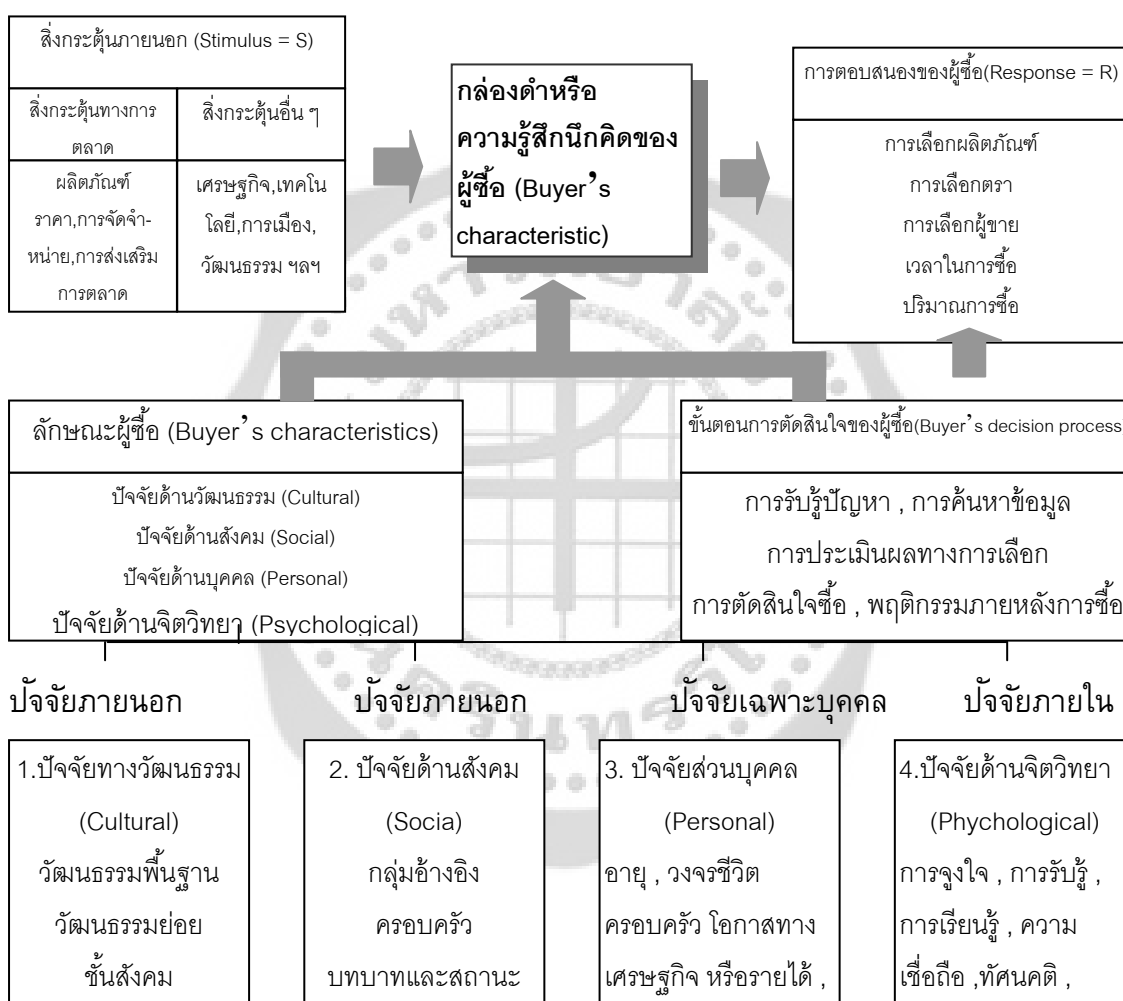 สิ่งกระตุ้นภายนอก (Stimulus = S)
สิ่งกระตุ้นทางการ
ตลาด
สิ่งกระตุ้นอื่น ๆ
ผลิตภัณฑ์
ราคา,การจัดจำ-
หน่าย,การส่งเสริม
การตลาด
เศรษฐกิจ,เทคโน
โลยี,การเมือง,
วัฒนธรรม ฯลฯ
กล่องดำหรือ
ความรู้สึกนึกคิดของ
ผู้ซื้อ (Buyer’s
characteristic)
การตอบสนองของผู้ซื้อ(Response = R)
การเลือกผลิตภัณฑ์
การเลือกตรา
การเลือกผู้ขาย
เวลาในการซื้อ
ปริมาณการซื้อ
ลักษณะผู้ซื้อ (Buyer’s characteristics)
ปัจจัยด้านวัฒนธรรม (Cultural)
ปัจจัยด้านสังคม (Social)
ปัจจัยด้านบุคคล (Personal)
ปัจจัยด้านจิตวิทยา (Psychological)
ขั้นตอนการตัดสินใจของผู้ซื้อ(Buyer’s decision process
การรับรู้ปัญหา , การค้นหาข้อมูล
การประเมินผลทางการเลือก
การตัดสินใจซื้อ , พฤติกรรมภายหลังการซื้อ
ปัจจัยภายนอก
ปัจจัยภายนอก
ปัจจัยเฉพาะบุคคล
ปัจจัยภายใน
1.ปัจจัยทางวัฒนธรรม
(Cultural)
วัฒนธรรมพื้นฐาน
วัฒนธรรมย่อย
ชั้นสังคม
2. ปัจจัยด้านสังคม
(Socia)
กลุ่มอ้างอิง
ครอบครัว
บทบาทและสถานะ
3. ปัจจัยส่วนบุคคล
(Personal)
อายุ , วงจรชีวิต
ครอบครัว โอกาสทาง
เศรษฐกิจ หรือรายได้ ,
4.ปัจจัยด้านจิตวิทยา
(Phychological)
การจูงใจ , การรับรู้ ,
การเรียนรู้ , ความ
เชื่อถือ ,ทัศนคติ ,